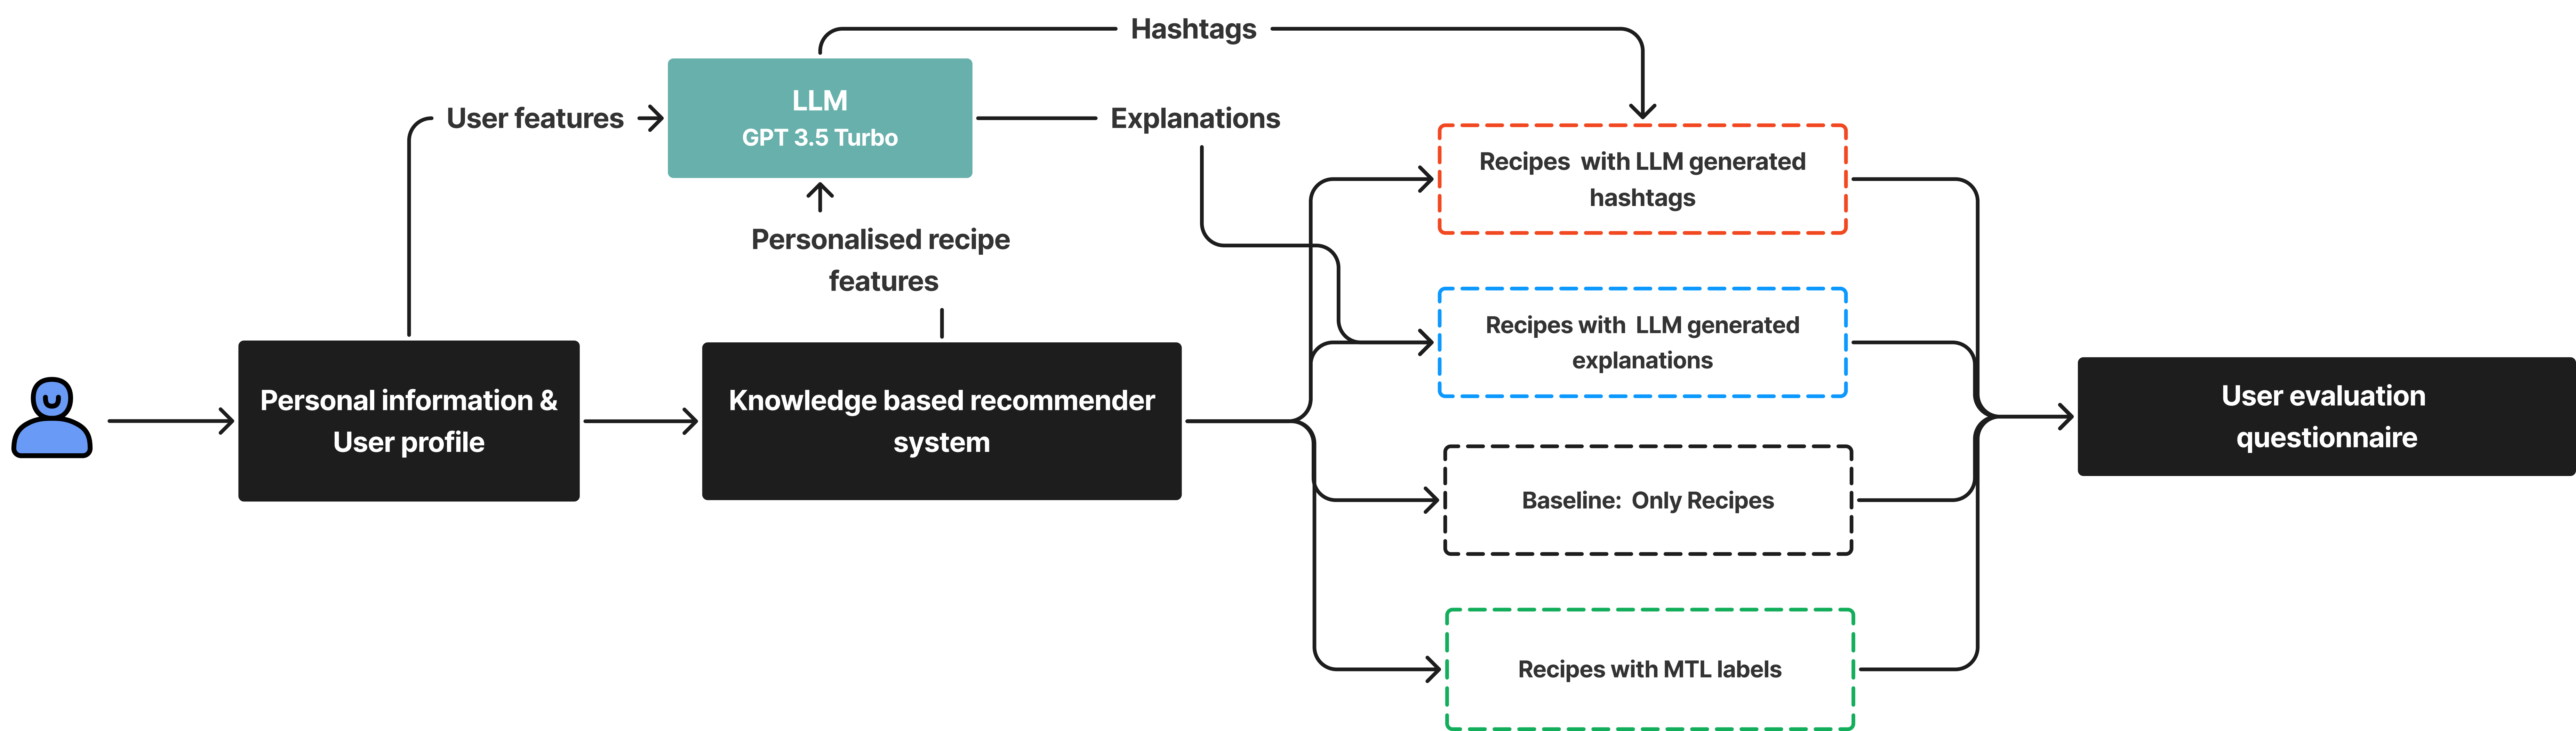 Hashtags
LLM
GPT 3.5 Turbo
User features
Explanations
Personalised recipe
features
Personal information &
User profile
Knowledge based recommender
system
Recipes with LLM generated
hashtags
Recipes with LLM generated
explanations
Baseline: Only Recipes
Recipes with MTL labels
User evaluation
questionnaire